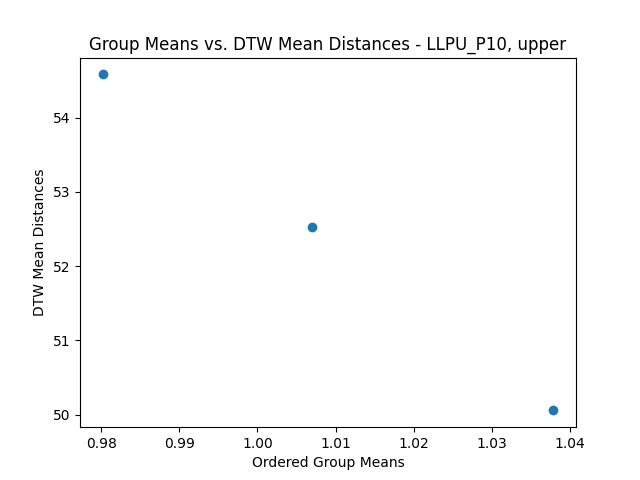 Group Means vs. DTW Mean Distances - LLPU_P10, upper
54
53
52
51
50
DTW Mean Distances
0.98 0.99 1.00 1.01 1.02 1.03 1.04
Ordered Group Means